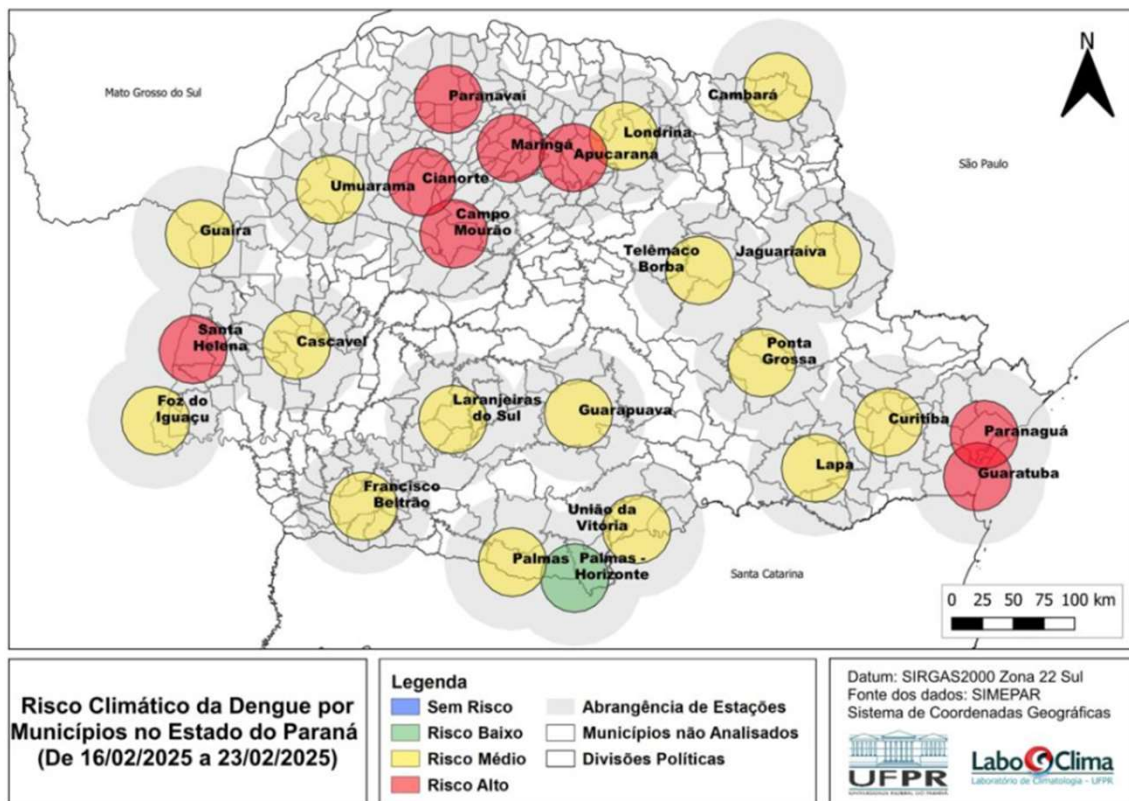 N
Mato Grosso do Sul
São Paulo
Santa Catarina
Paranavaí
Cambará
Londrina
Maringá
Apucarana
Cianorte
Umuarama
Campo
Mourão
Guaira
Telêmaco
Borba
Jaguariaíva
Santa
Helena
Cascavel
Ponta
Grossa
Foz do
Iguaçu
Laranjeiras
do Sul
Guarapuava
Curitiba
Paranaguá
Lapa
Guaratuba
Francisco
Beltrão
União da
Vitória
Palmas
Palmas -
Horizonte
0 25 50 75 100 km
Risco Climático da Dengue por
Municípios no Estado do Paraná
(De 16/02/2025 a 23/02/2025)
Legenda
Sem Risco
Risco Baixo
Risco Médio
Risco Alto
Abrangência de Estações
Municípios não Analisados
Divisões Políticas
Datum: SIRGAS2000 Zona 22 Sul
Fonte dos dados: SIMEPAR
Sistema de Coordenadas Geográficas
UFPR
UNIVERSIDADE FEDERAL DO PARANÁ
LaboClima
Laboratório de Climatologia - UFPR